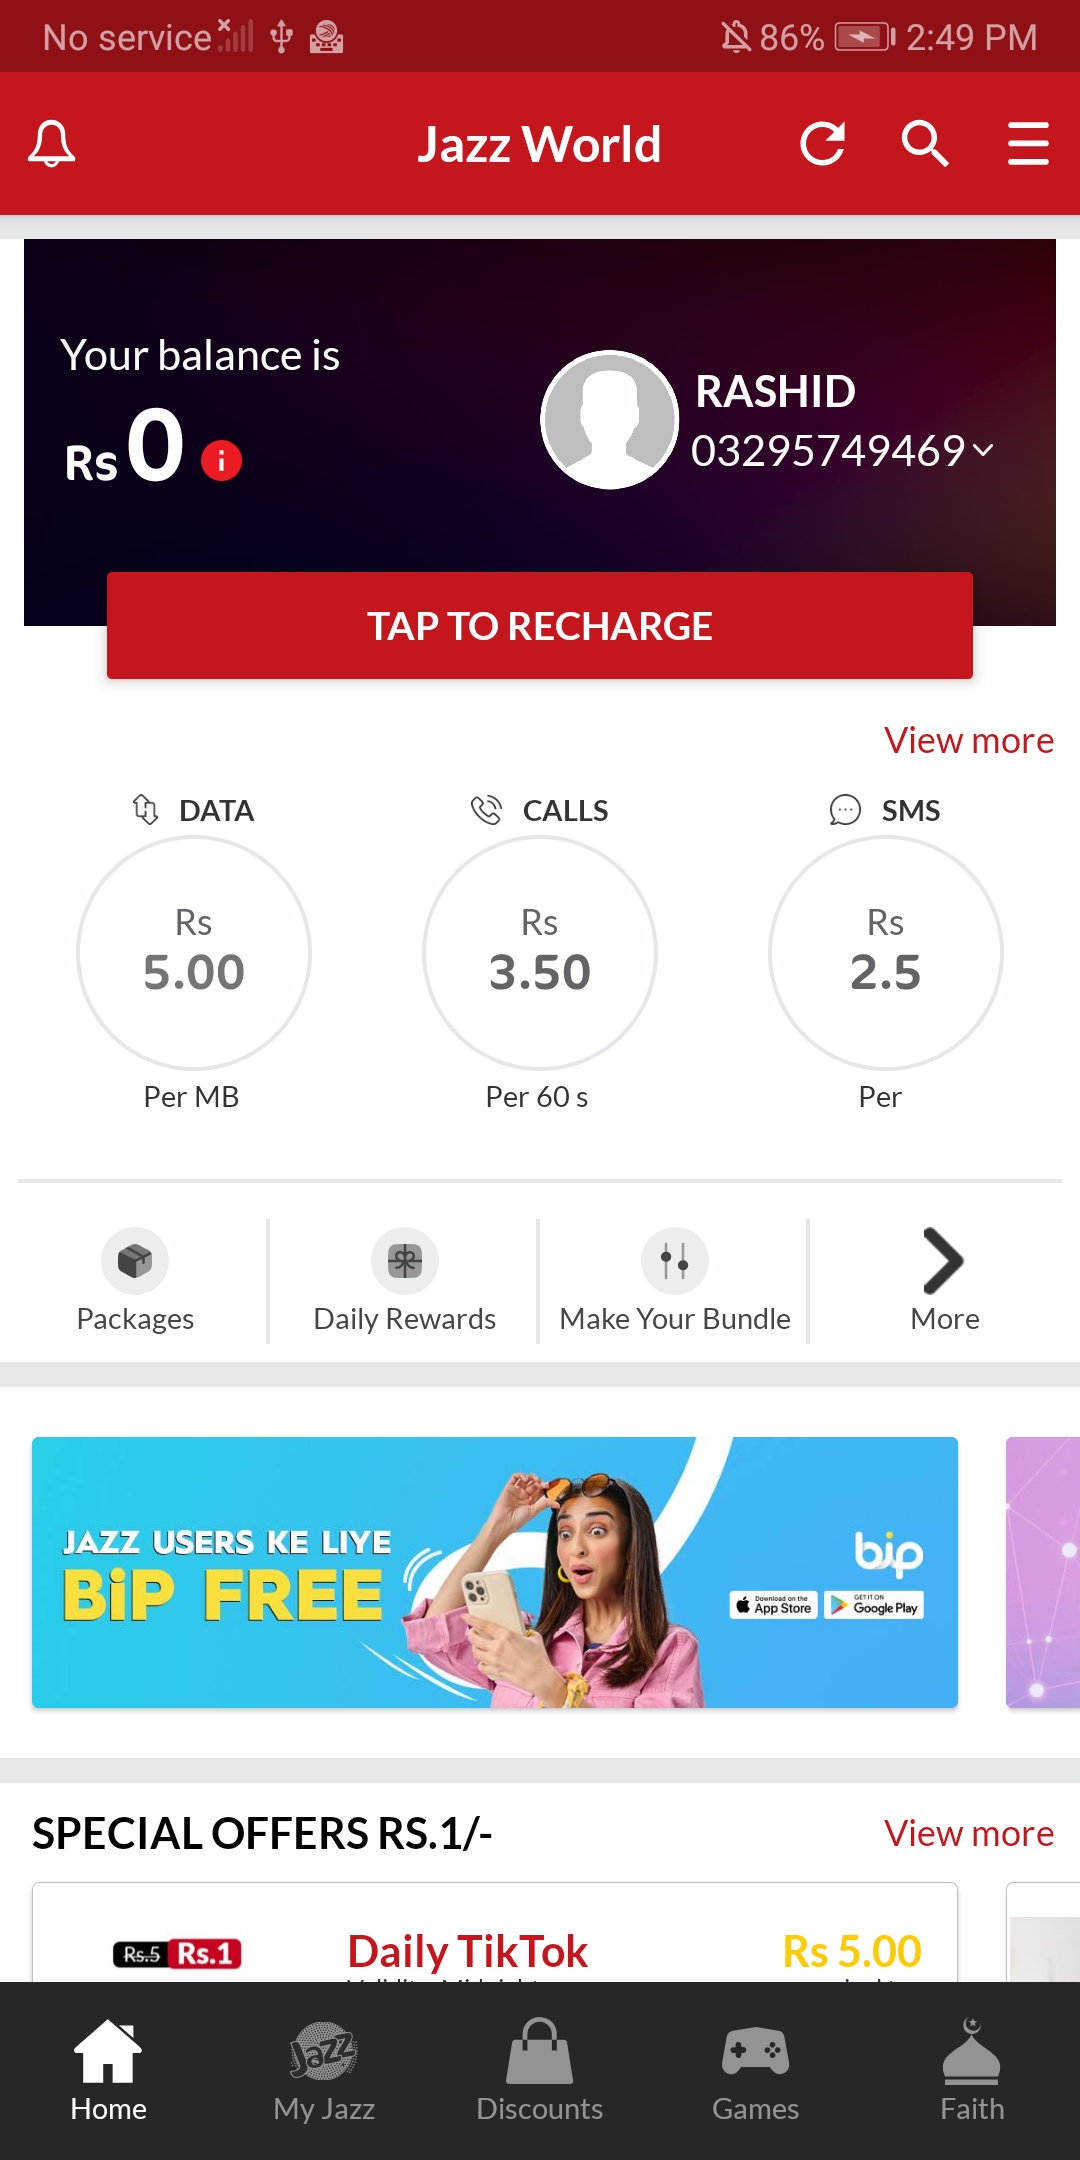 No service 86% 2:49 PM
Jazz World
Your balance is
Rs 0
RASHID
03295749469
TAP TO RECHARGE
View more
DATA CALLS SMS
Rs Rs Rs
5.00 3.50 2.5
Per MB Per 60 s Per
Packages Daily Rewards Make Your Bundle More
JAZZ USERS KE LIYE
BiP FREE
bip
Download on the App Store
GET IT ON Google Play
SPECIAL OFFERS RS.1/- View more
Rs.5 Rs.1 Daily TikTok Rs 5.00
Home My Jazz Discounts Games Faith